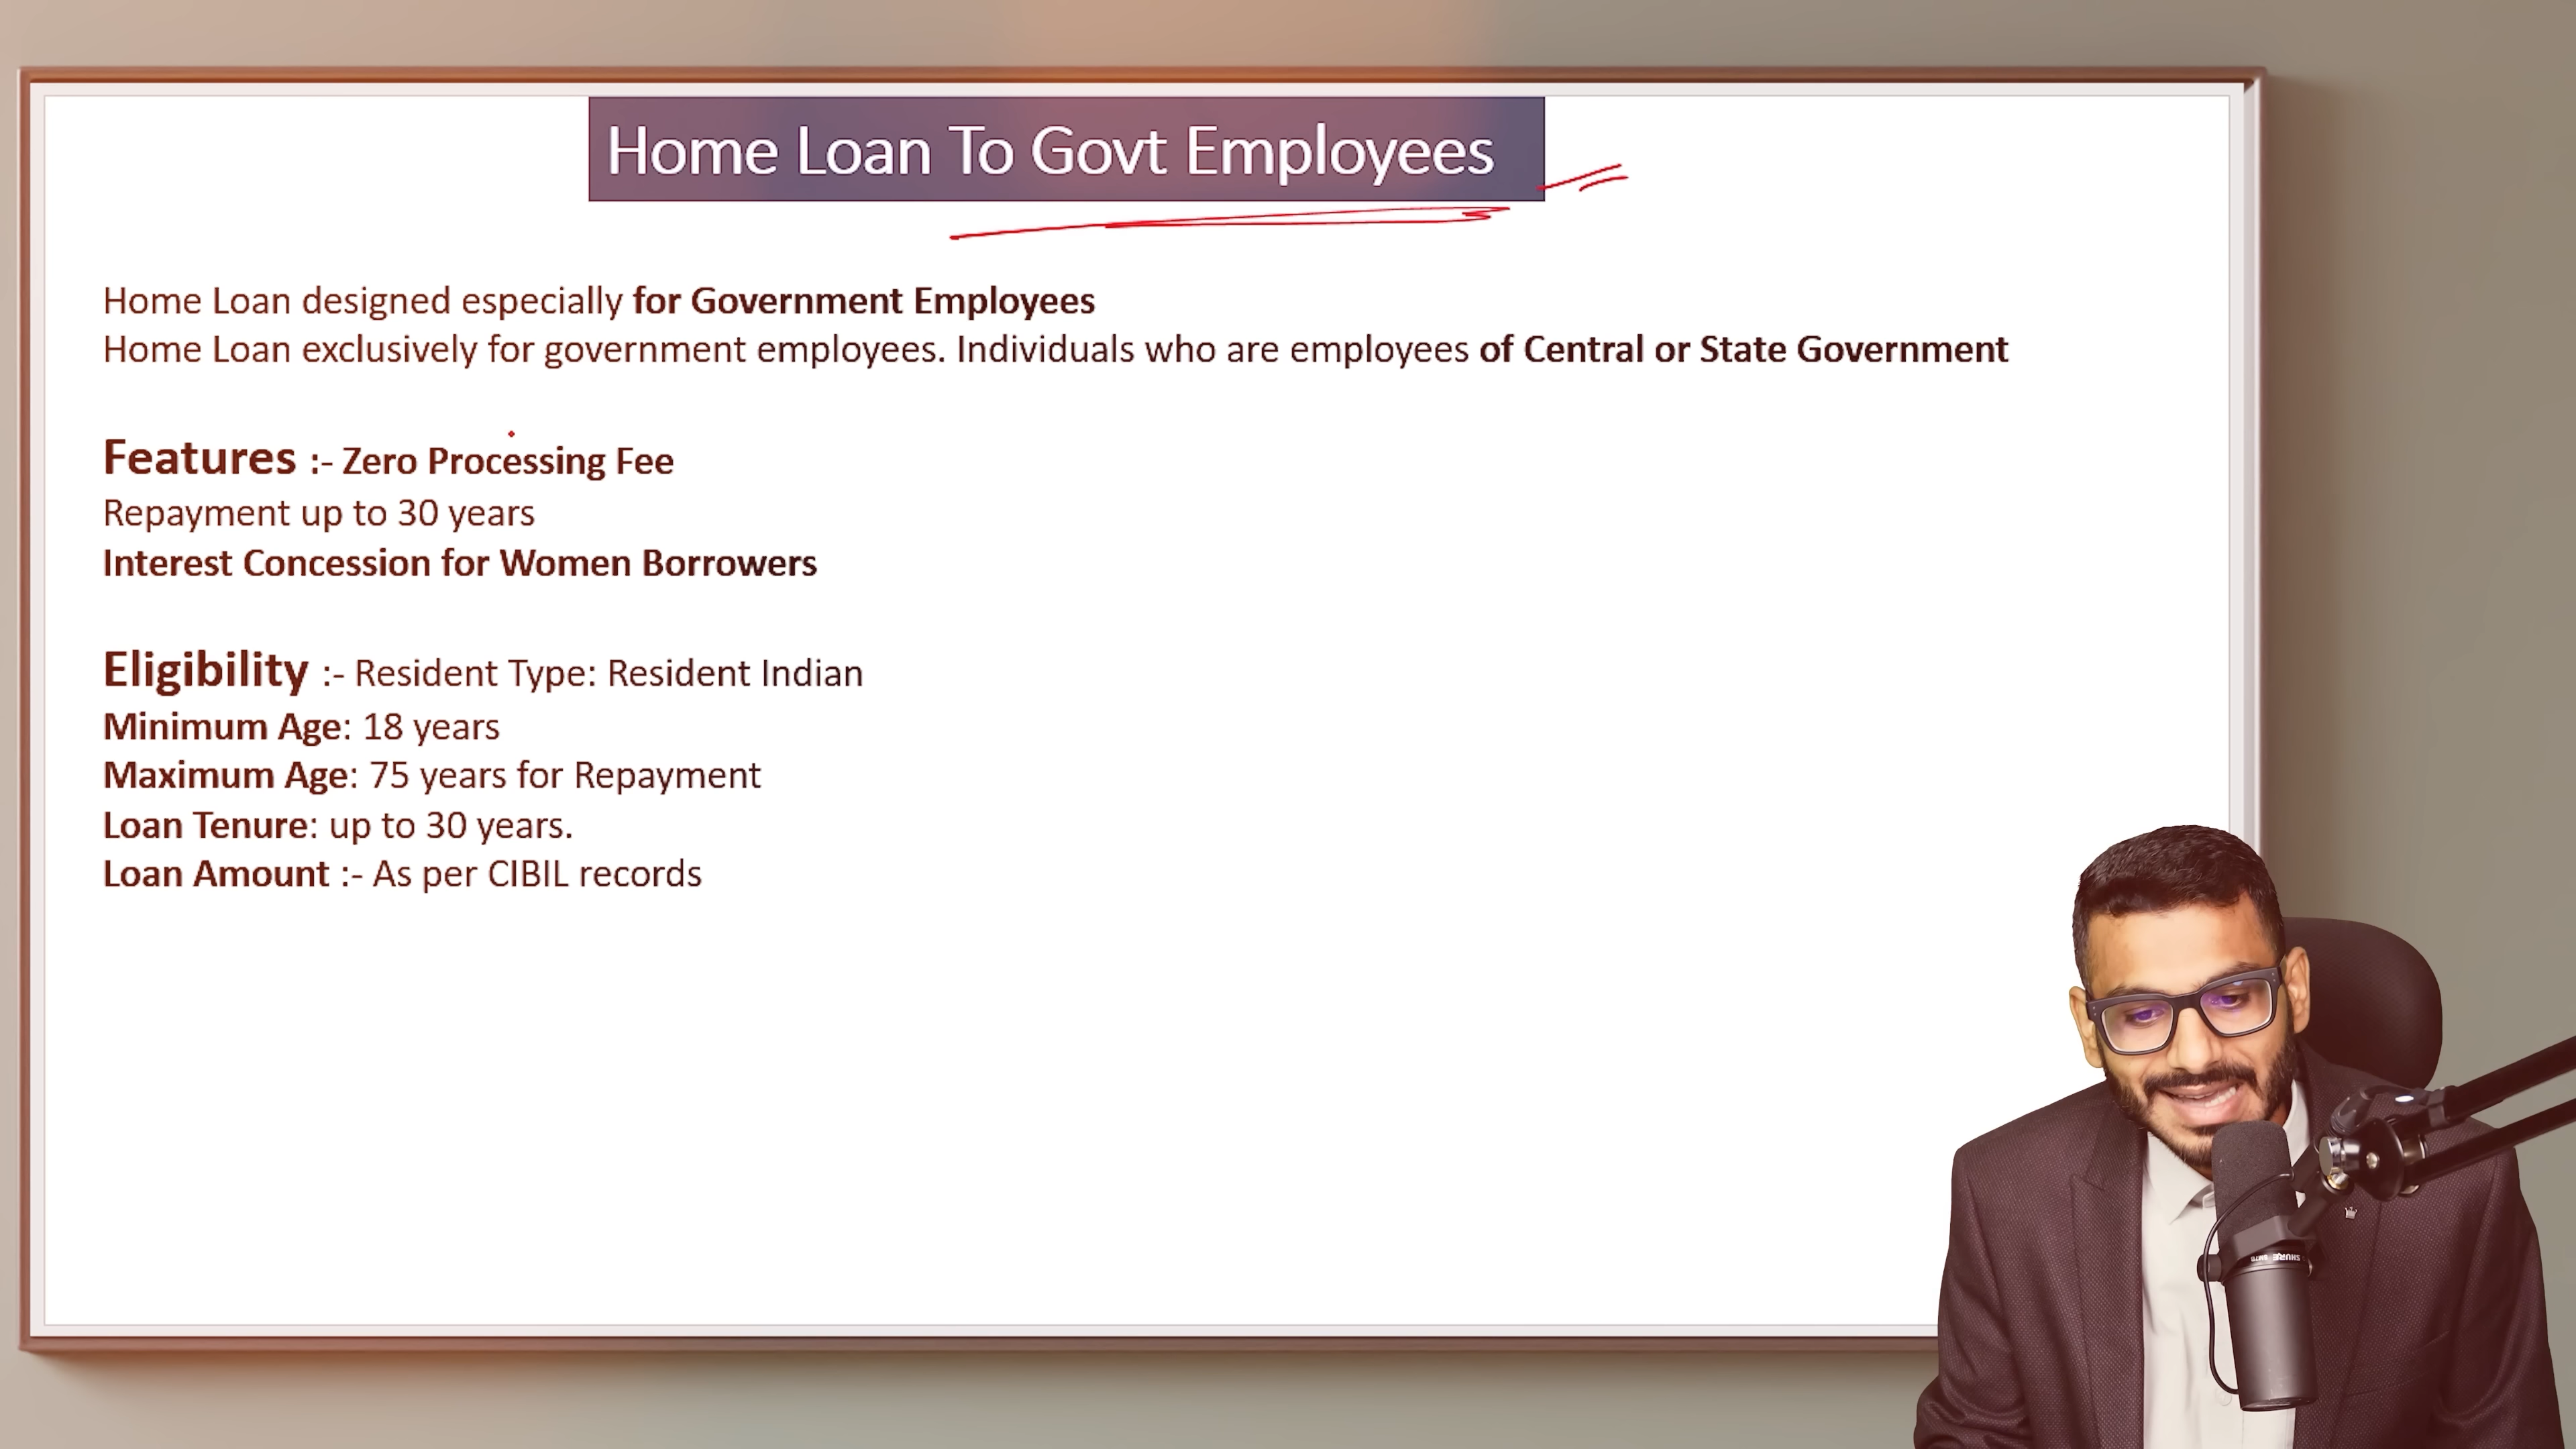 Home Loan To Govt Employees
Home Loan designed especially for Government Employees
Home Loan exclusively for government employees. Individuals who are employees of Central or State Government
Features :- Zero Processing Fee
Repayment up to 30 years
Interest Concession for Women Borrowers
Eligibility :- Resident Type: Resident Indian
Minimum Age: 18 years
Maximum Age: 75 years for Repayment
Loan Tenure: up to 30 years.
Loan Amount :- As per CIBIL records
SHURE SM7B